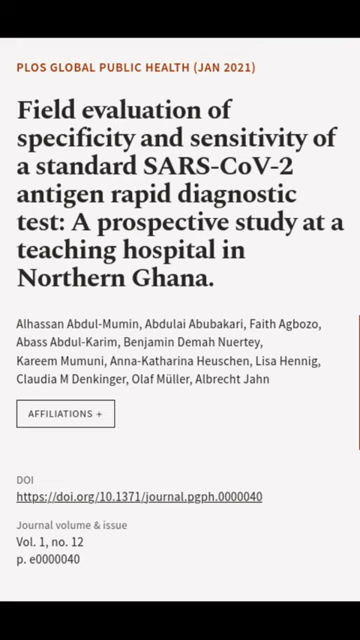 PLOS GLOBAL PUBLIC HEALTH (JAN 2021)
Field evaluation of
specificity and sensitivity of
a standard SARS-CoV-2
antigen rapid diagnostic
test: A prospective study at a
teaching hospital in
Northern Ghana.
Alhassan Abdul-Mumin, Abdulai Abubakari, Faith Agbozo,
Abass Abdul-Karim, Benjamin Demah Nuertey,
Kareem Mumuni, Anna-Katharina Heuschen, Lisa Hennig,
Claudia M Denkinger, Olaf Müller, Albrecht Jahn
AFFILIATIONS +
DOI
https://doi.org/10.1371/journal.pgph.0000040
Journal volume & issue
Vol. 1, no. 12
p. e0000040